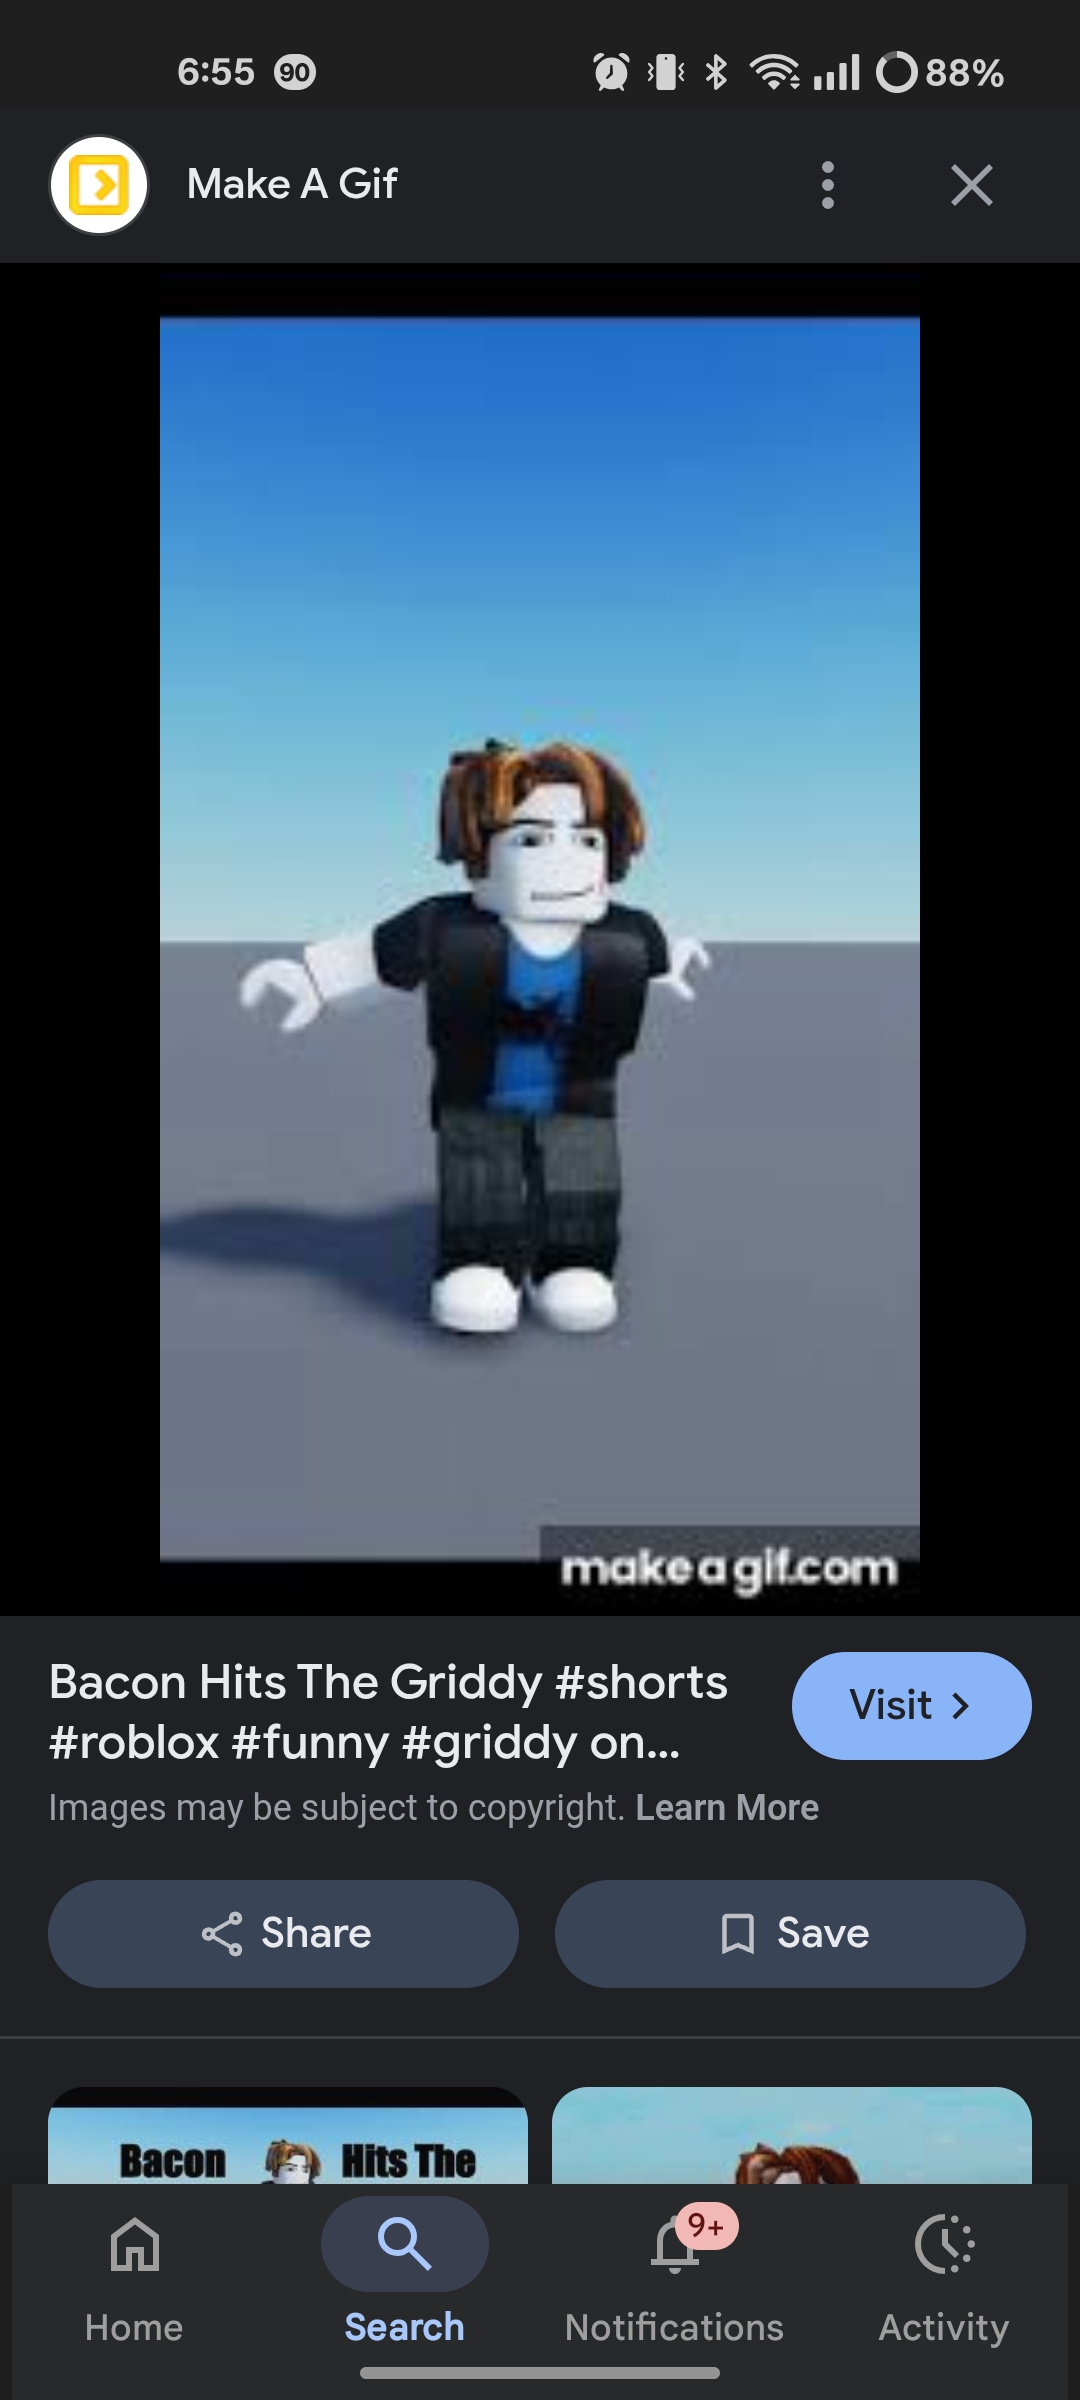 6:55 90 88%
Make A Gif
makeagif.com
Bacon Hits The Griddy #shorts
#roblox #funny #griddy on...
Visit
Images may be subject to copyright. Learn More
Share Save
Bacon Hits The
9+
Home Search Notifications Activity